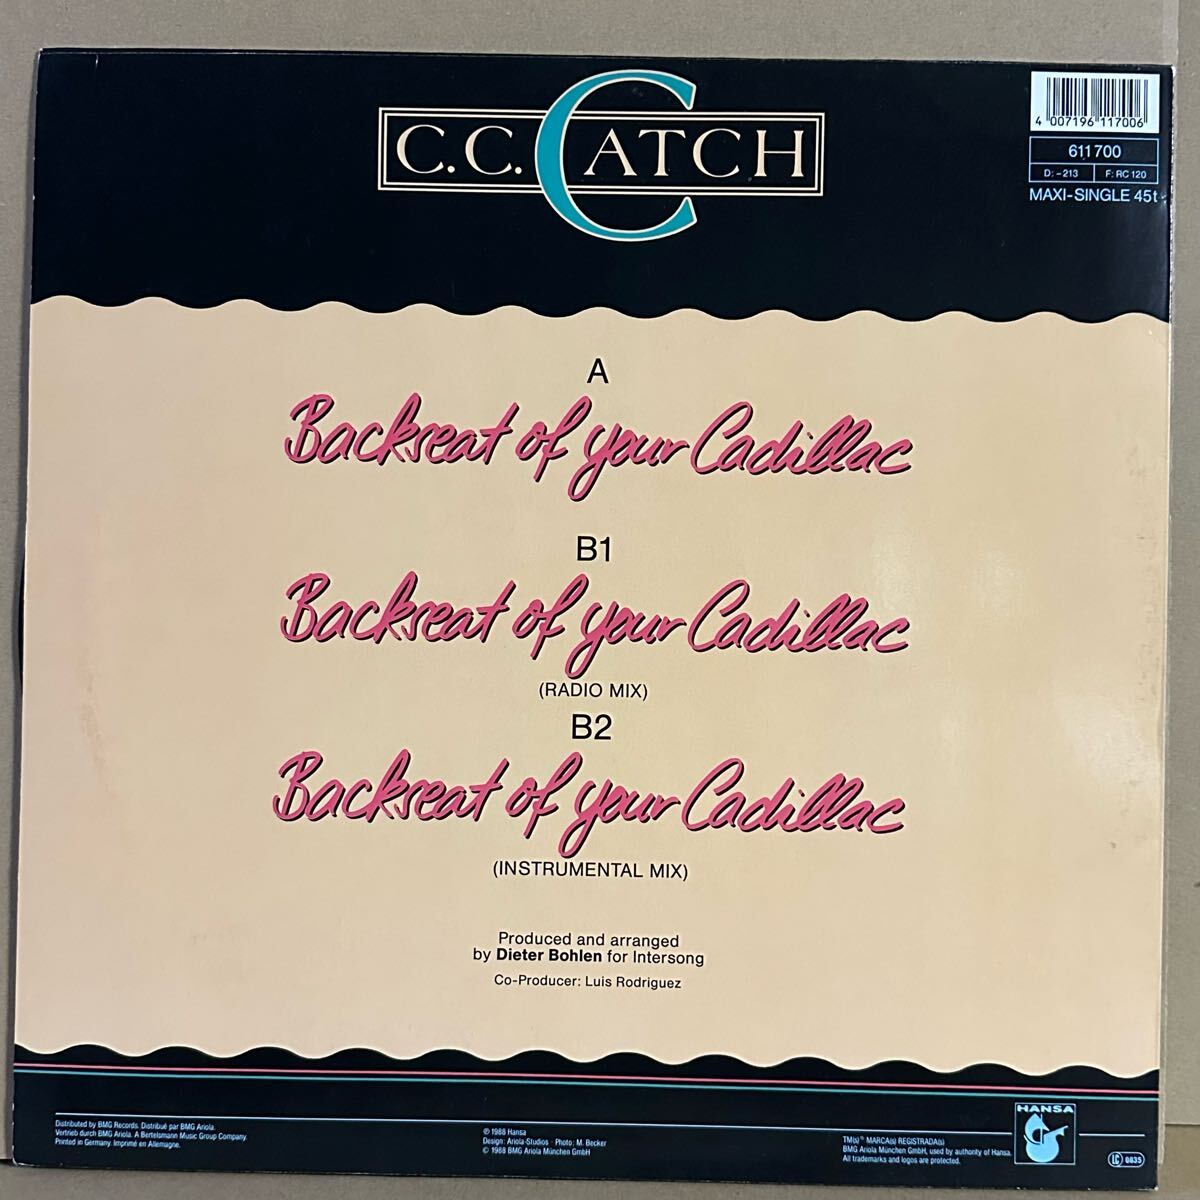 C.C. CATCH
4 007196 117006
611 700
D: -213 F: RC 120
MAXI-SINGLE 45t
A
Backseat of your Cadillac
B1
Backseat of your Cadillac
(RADIO MIX)
B2
Backseat of your Cadillac
(INSTRUMENTAL MIX)
Produced and arranged
by Dieter Bohlen for Intersong
Co-Producer: Luis Rodriguez
Distributed by BMG Records. Distribué par BMG Ariola.
Vertrieb durch BMG Ariola. A Bertelsmann Music Group Company.
Printed in Germany. Imprimé en Allemagne.
℗ 1988 Hansa
Design: Ariola-Studios · Photo: M. Becker
© 1988 BMG Ariola München GmbH
TM(s)® MARCA(s) REGISTRADA(s)
BMG Ariola München GmbH, used by authority of Hansa.
All trademarks and logos are protected.
HANSA
LC 0835